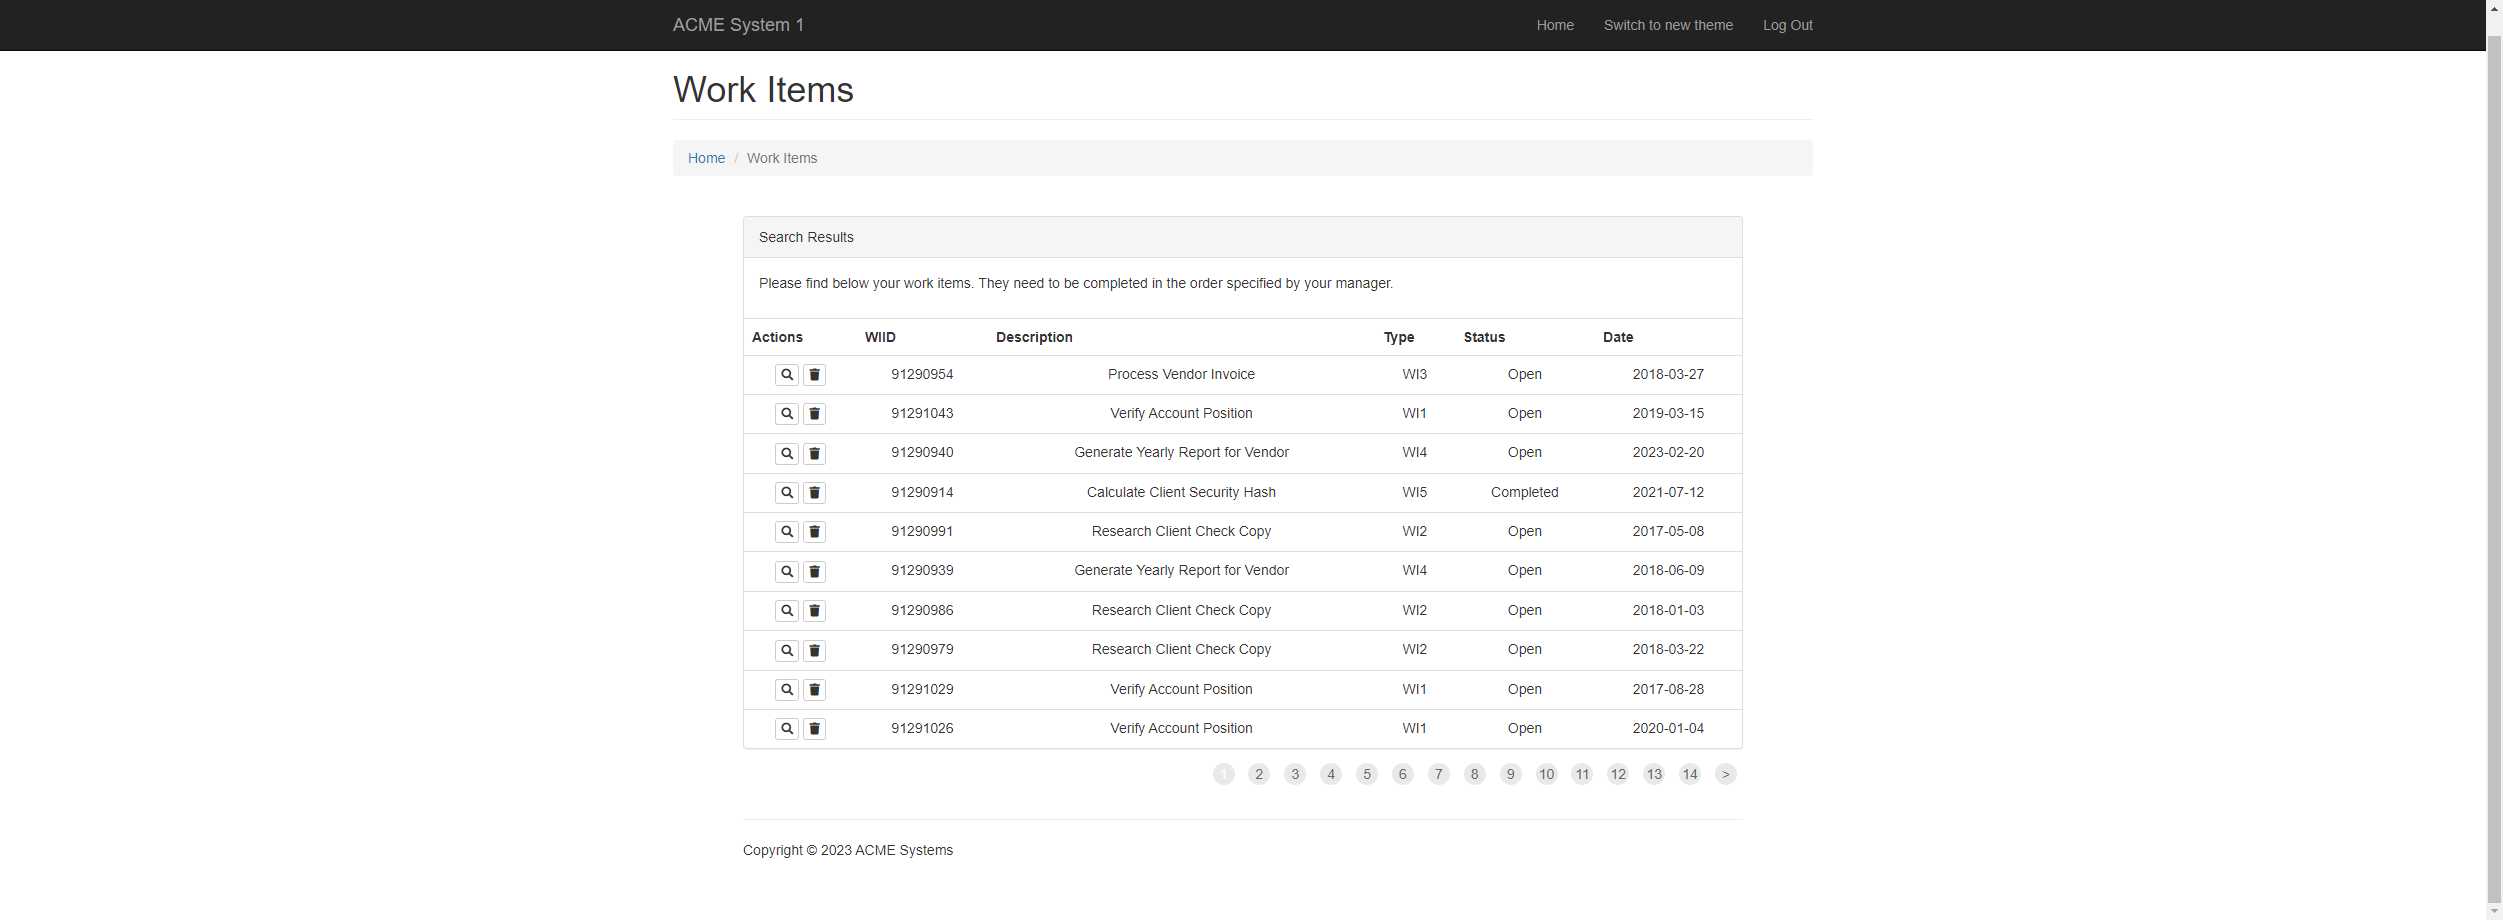 ACME System 1 Home Switch to new theme Log Out
Work Items
Home / Work Items
Search Results
Please find below your work items. They need to be completed in the order specified by your manager.
Actions WIID Description Type Status Date
91290954 Process Vendor Invoice WI3 Open 2018-03-27
91291043 Verify Account Position WI1 Open 2019-03-15
91290940 Generate Yearly Report for Vendor WI4 Open 2023-02-20
91290914 Calculate Client Security Hash WI5 Completed 2021-07-12
91290991 Research Client Check Copy WI2 Open 2017-05-08
91290939 Generate Yearly Report for Vendor WI4 Open 2018-06-09
91290986 Research Client Check Copy WI2 Open 2018-01-03
91290979 Research Client Check Copy WI2 Open 2018-03-22
91291029 Verify Account Position WI1 Open 2017-08-28
91291026 Verify Account Position WI1 Open 2020-01-04
1 2 3 4 5 6 7 8 9 10 11 12 13 14 >
Copyright © 2023 ACME Systems